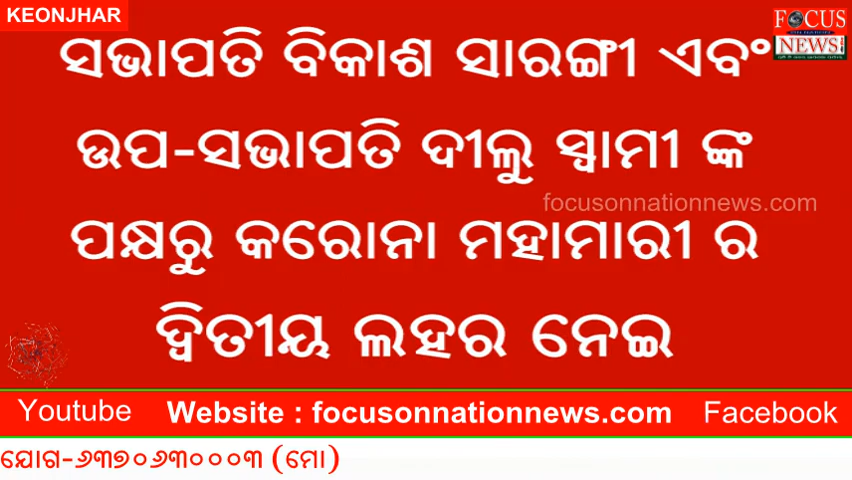 KEONJHAR
FOCUS
NEWS
ସଭାପତି ବିକାଶ ସାରଙ୍ଗୀ ଏବଂ
ଉପ-ସଭାପତି ଦୀଲୁ ସ୍ୱାମୀ ଙ୍କ
focusonnationnews.com
ପକ୍ଷରୁ କରୋନା ମହାମାରୀ ର
ଦ୍ୱିତୀୟ ଲହର ନେଇ
Youtube Website : focusonnationnews.com Facebook
ଯୋଗ-୬୩୭୦୬୩୦୦୦୩ (ମୋ)